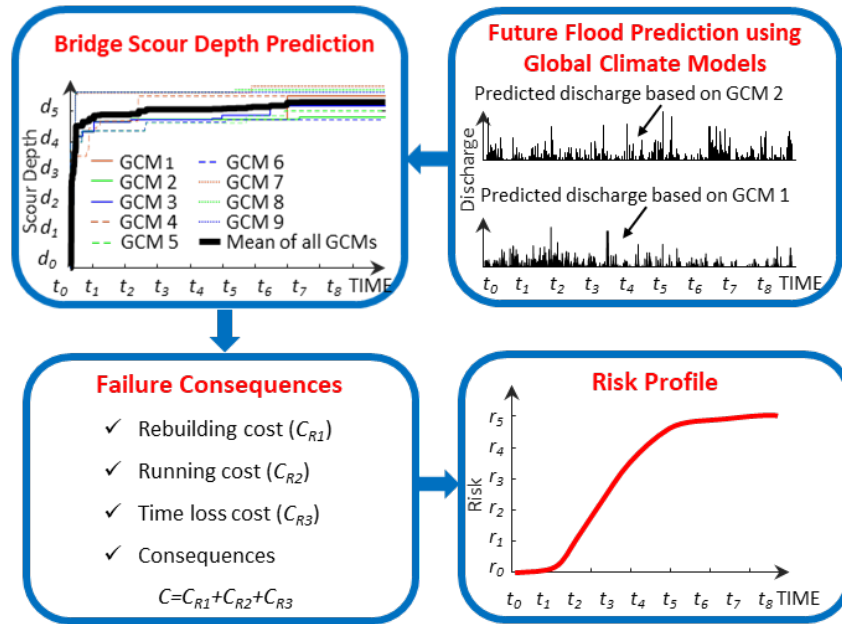 Bridge Scour Depth Prediction
Scour Depth
d5
d4
d3
d2
d1
d0
GCM 1
GCM 2
GCM 3
GCM 4
GCM 5
GCM 6
GCM 7
GCM 8
GCM 9
Mean of all GCMs
t0 t1 t2 t3 t4 t5 t6 t7 t8 TIME
Future Flood Prediction using
Global Climate Models
Predicted discharge based on GCM 2
Discharge
Predicted discharge based on GCM 1
t0 t1 t2 t3 t4 t5 t6 t7 t8 TIME
Failure Consequences
✓ Rebuilding cost (CR1)
✓ Running cost (CR2)
✓ Time loss cost (CR3)
✓ Consequences
C=CR1+CR2+CR3
Risk Profile
Risk
r5
r4
r3
r2
r1
r0
t0 t1 t2 t3 t4 t5 t6 t7 t8 TIME